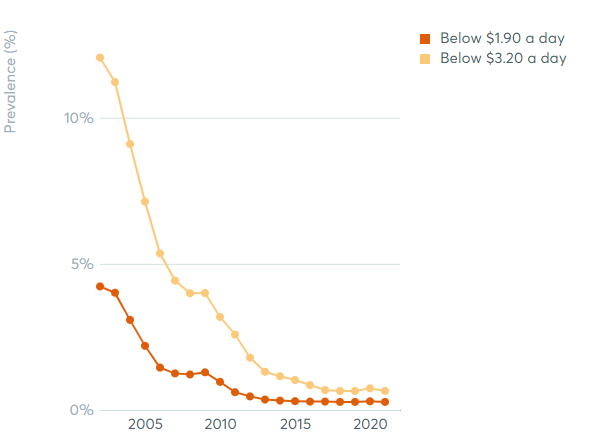 Prevalence (%)
Below $1.90 a day
Below $3.20 a day
10%
5%
0%
2005 2010 2015 2020